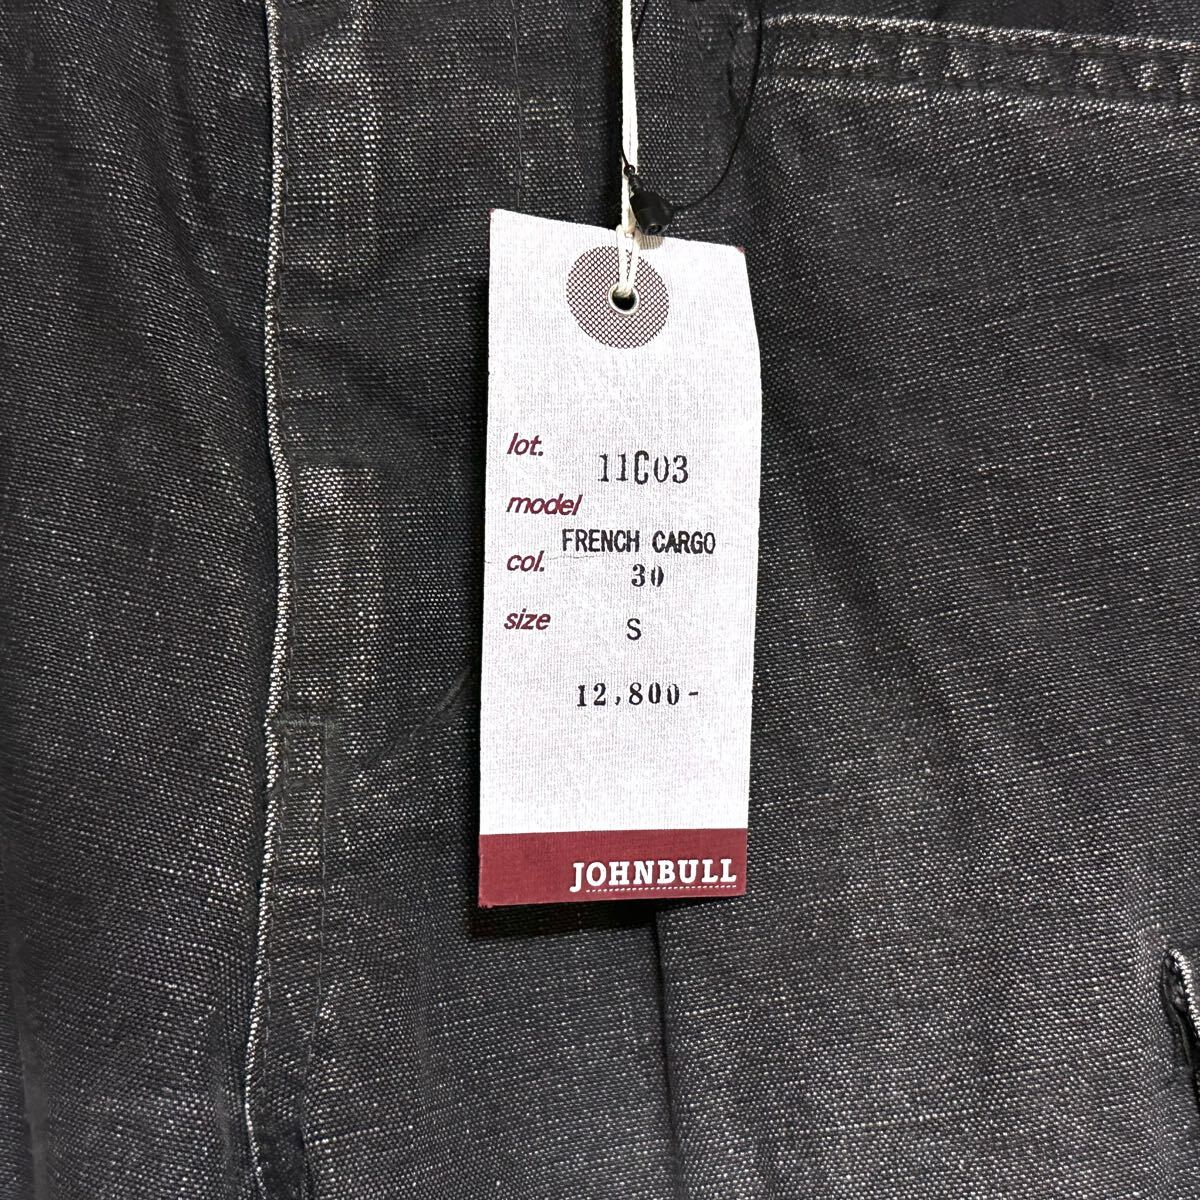 lot.
11C03
model
FRENCH CARGO
col.
30
size
S
12,800-
JOHNBULL